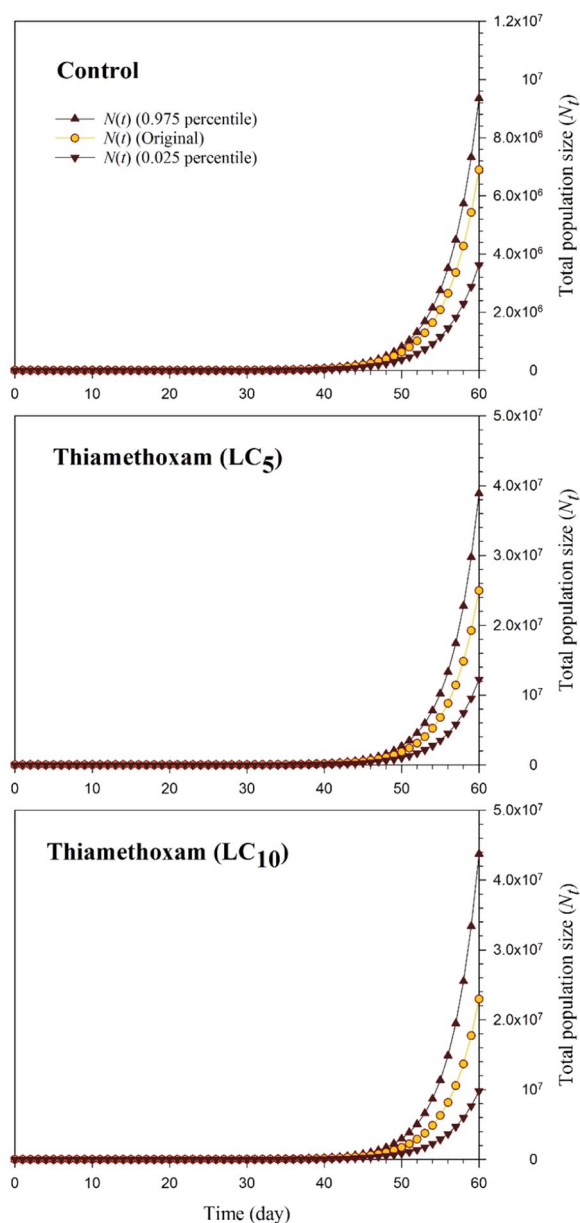 Control
N(t) (0.975 percentile)
N(t) (Original)
N(t) (0.025 percentile)
1.2x10⁷
10⁷
8.0x10⁶
6.0x10⁶
4.0x10⁶
2.0x10⁶
0
Total population size (Nₜ)
0 10 20 30 40 50 60
Thiamethoxam (LC₅)
5.0x10⁷
4.0x10⁷
3.0x10⁷
2.0x10⁷
10⁷
0
Total population size (Nₜ)
0 10 20 30 40 50 60
Thiamethoxam (LC₁₀)
5.0x10⁷
4.0x10⁷
3.0x10⁷
2.0x10⁷
10⁷
0
Total population size (Nₜ)
0 10 20 30 40 50 60
Time (day)